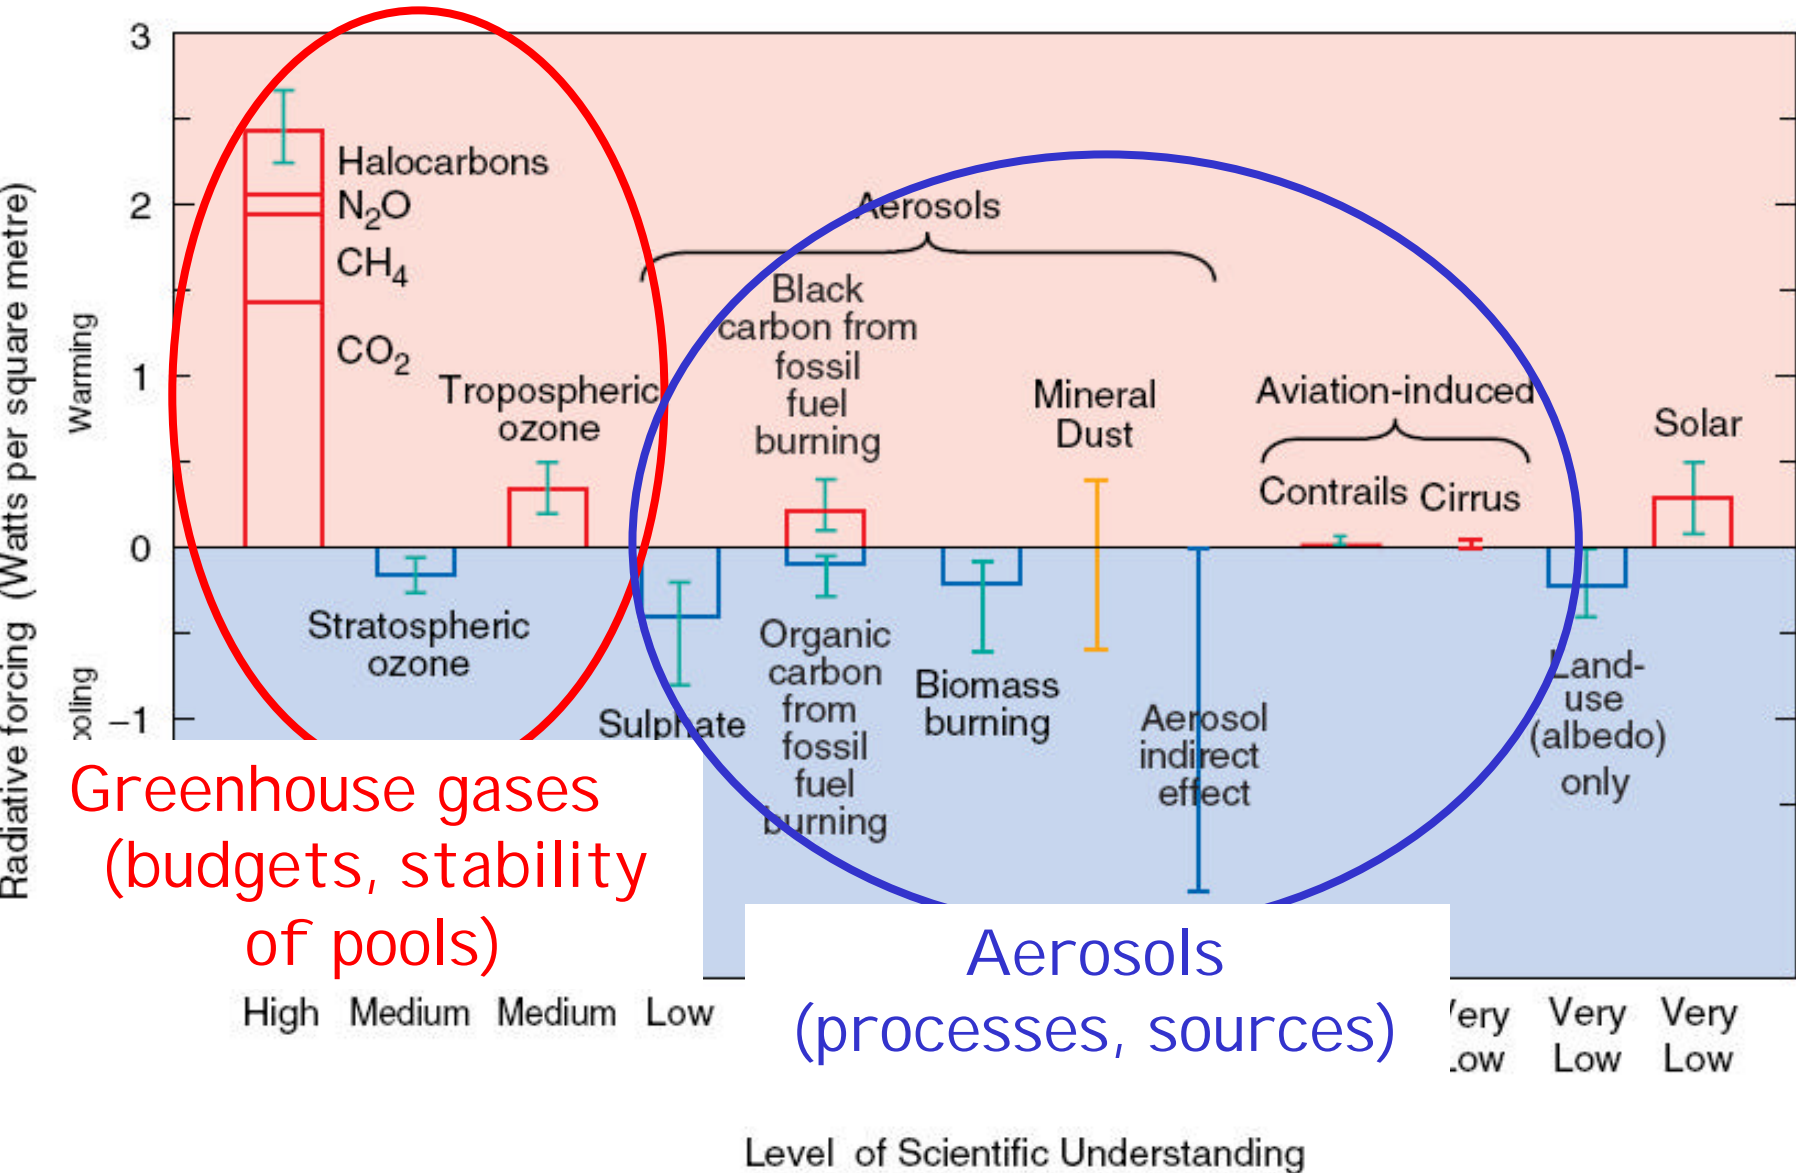 3
2
1
0
−1
Radiative forcing (Watts per square metre)
Warming
ooling
Halocarbons
N₂O
CH₄
CO₂
Tropospheric
ozone
Stratospheric
ozone
Aerosols
Black
carbon from
fossil
fuel
burning
Mineral
Dust
Aviation-induced
Contrails
Cirrus
Solar
Sulphate
Organic
carbon
from
fossil
fuel
burning
Biomass
burning
Aerosol
indirect
effect
Land-
use
(albedo)
only
Greenhouse gases
(budgets, stability
of pools)
Aerosols
(processes, sources)
High
Medium
Medium
Low
Very
Low
Very
Low
Very
Low
Level of Scientific Understanding